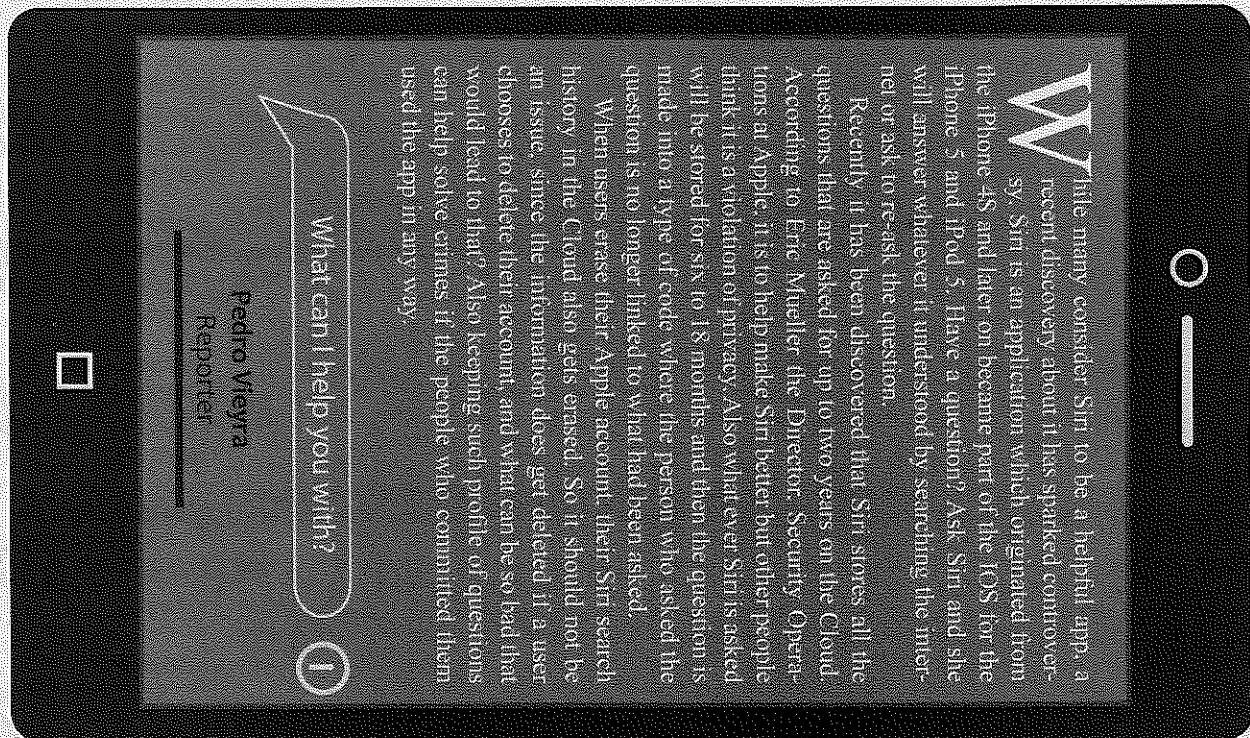 While many consider Siri to be a helpful app, a
recent discovery about it has sparked controver-
sy. Siri is an application which originated from
the iPhone 4S and later on became part of the IOS for the
iPhone 5 and iPod 5. Have a question? Ask Siri and she
will answer whatever it understood by searching the inter-
net or ask to re-ask the question.
Recently it has been discovered that Siri stores all the
questions that are asked for up to two years on the Cloud.
According to Eric Mueller the Director, Security Opera-
tions at Apple, it is to help make Siri better but other people
think it is a violation of privacy. Also what ever Siri is asked
will be stored for six to 18 months and then the question is
made into a type of code where the person who asked the
question is no longer linked to what had been asked.
When users erase their Apple account, their Siri search
history in the Cloud also gets erased. So it should not be
an issue, since the information does get deleted if a user
chooses to delete their account, and what can be so bad that
would lead to that? Also keeping such profile of questions
can help solve crimes if the people who committed them
used the app in any way.
What can I help you with?
Pedro Vieyra
Reporter